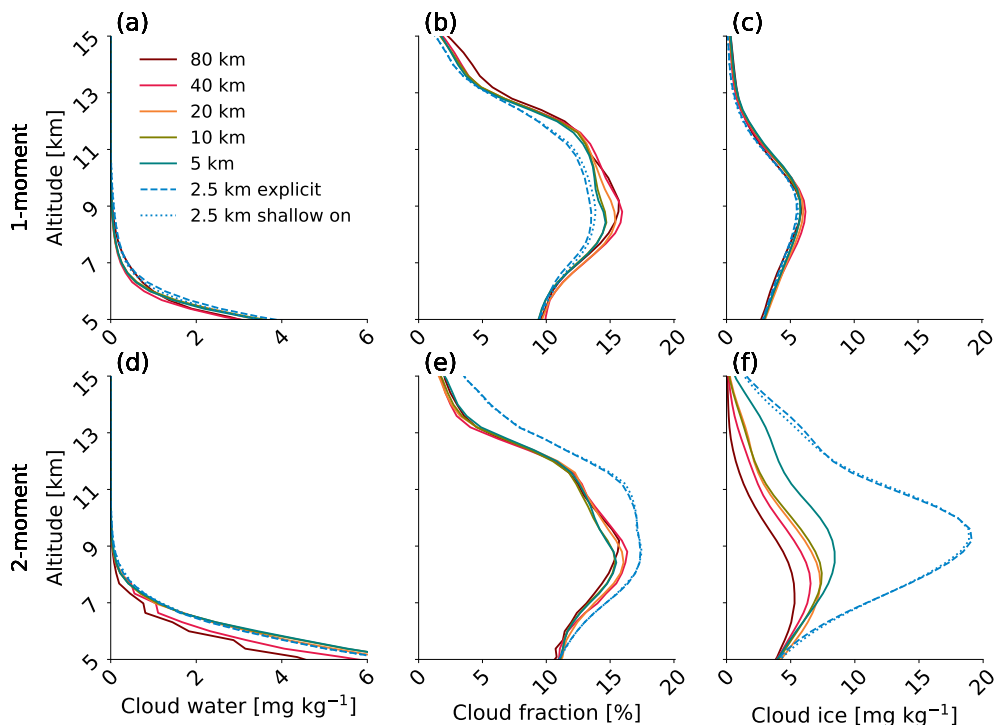 (a)
(b)
(c)
1-moment
Altitude [km]
15
13
11
9
7
5
80 km
40 km
20 km
10 km
5 km
2.5 km explicit
2.5 km shallow on
0
2
4
6
0
5
10
15
20
0
5
10
15
20
(d)
(e)
(f)
2-moment
Altitude [km]
15
13
11
9
7
5
0
2
4
6
0
5
10
15
20
0
5
10
15
20
Cloud water [mg kg⁻¹]
Cloud fraction [%]
Cloud ice [mg kg⁻¹]